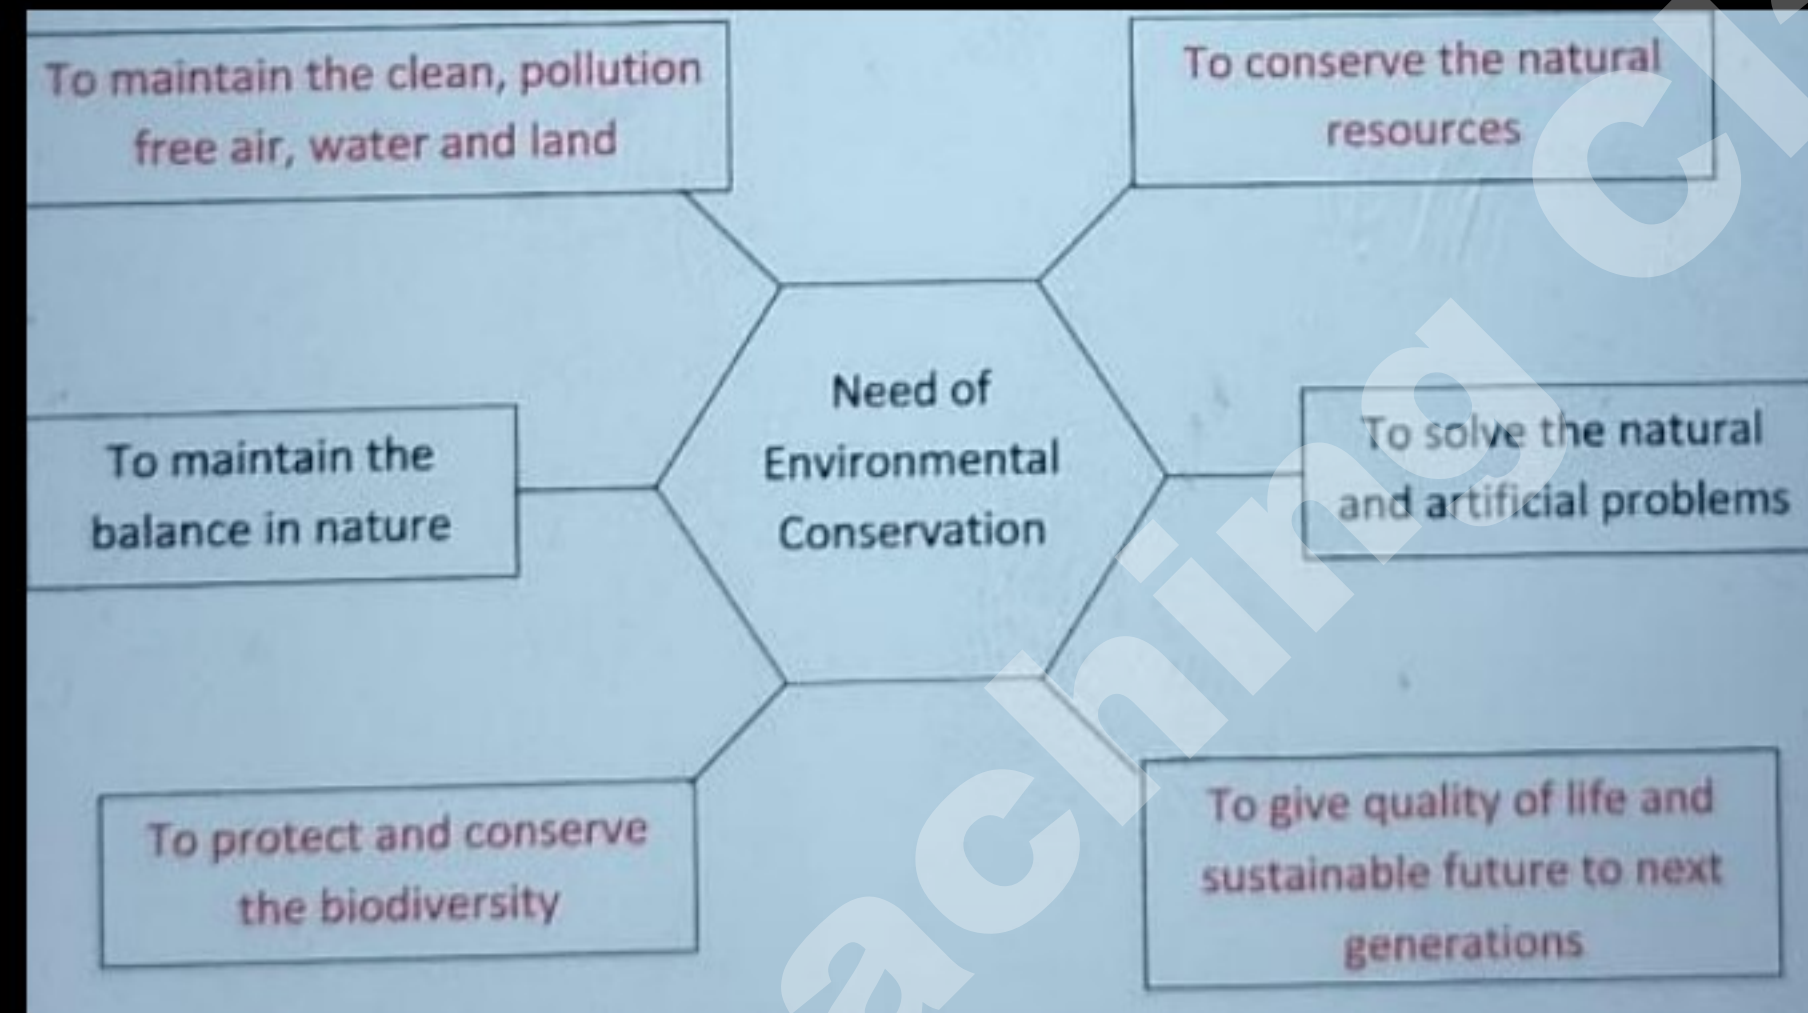 To maintain the clean, pollution
free air, water and land
To conserve the natural
resources
To maintain the
balance in nature
Need of
Environmental
Conservation
To solve the natural
and artificial problems
To protect and conserve
the biodiversity
To give quality of life and
sustainable future to next
generations
aching Cl